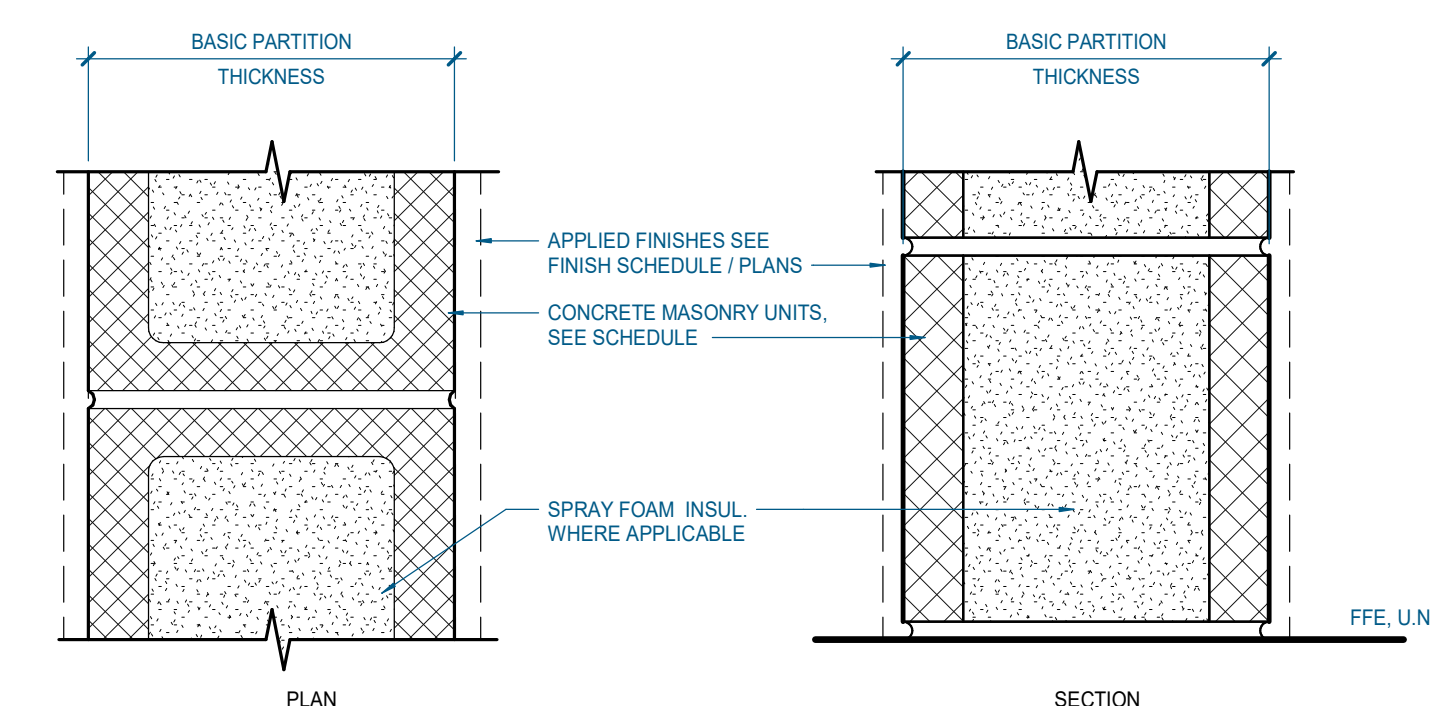 BASIC PARTITION
THICKNESS
BASIC PARTITION
THICKNESS
APPLIED FINISHES SEE
FINISH SCHEDULE / PLANS
CONCRETE MASONRY UNITS,
SEE SCHEDULE
SPRAY FOAM INSUL.
WHERE APPLICABLE
FFE, U.N
PLAN
SECTION